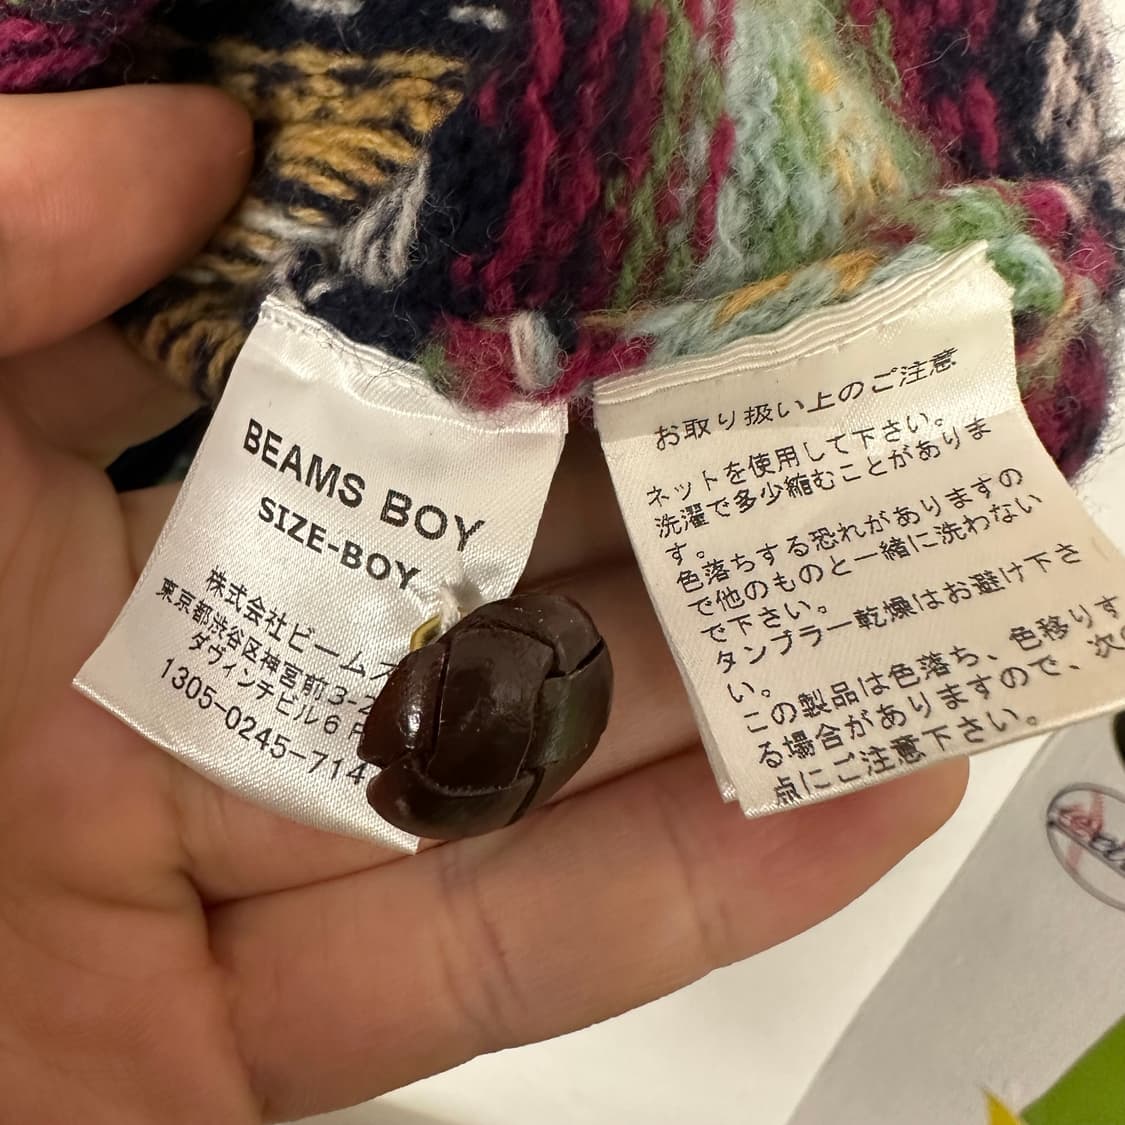 BEAMS BOY
SIZE-BOY
株式会社ビームス
東京都渋谷区神宮前3-2
ダヴィンチビル6
1305-0245-714
お取り扱い上のご注意
ネットを使用して下さい。
洗濯で多少縮むことがありま
す。
色落ちする恐れがありますの
で他のものと一緒に洗わない
で下さい。
タンブラー乾燥はお避け下さ
い。
この製品は色落ち、色移りす
る場合がありますので、次の
点にご注意下さい。